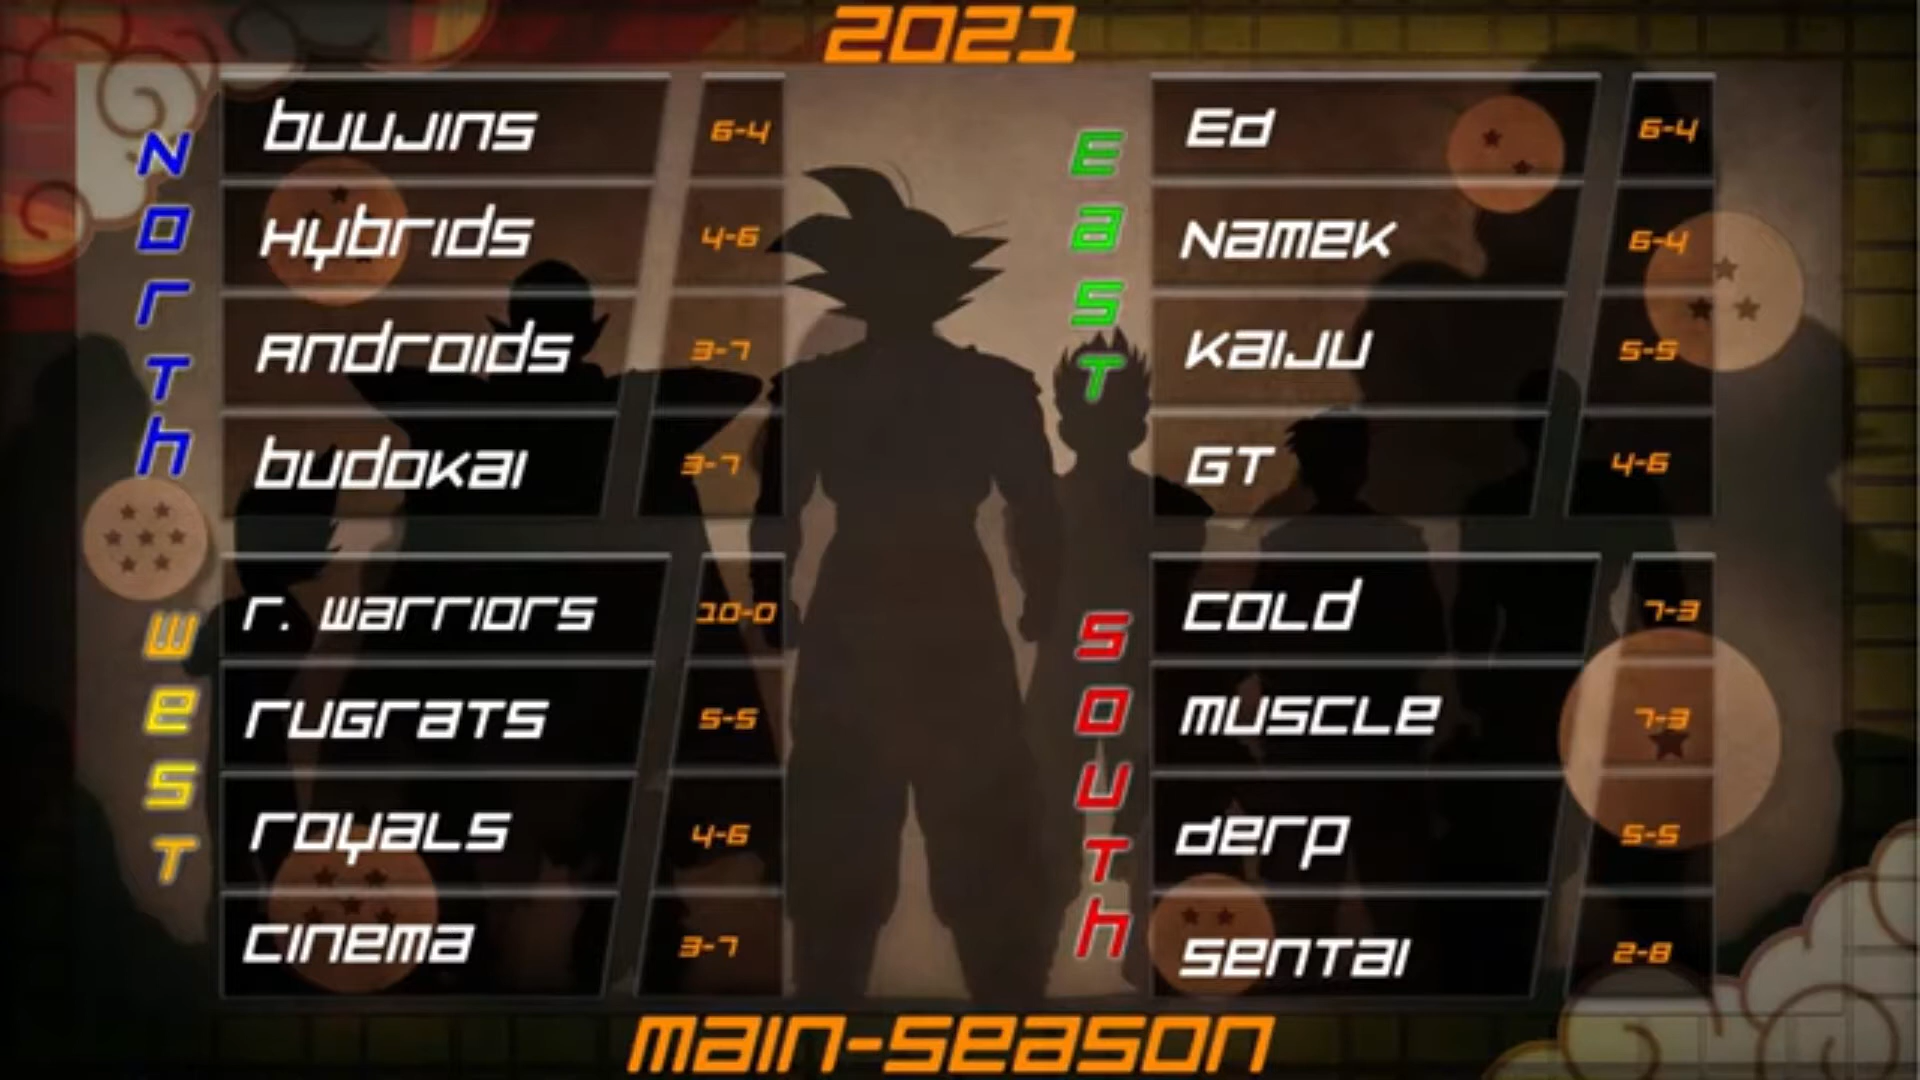 2021
North
Buujins 6-4
Hybrids 4-6
Androids 3-7
Budokai 3-7
East
Ed 6-4
Namek 6-4
Kaiju 5-5
GT 4-6
West
R. Warriors 10-0
Rugrats 5-5
Royals 4-6
Cinema 3-7
South
Cold 7-3
Muscle 7-3
Derp 5-5
Sentai 2-8
Main-Season